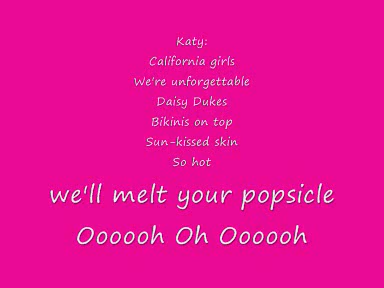 Katy:
California girls
We're unforgettable
Daisy Dukes
Bikinis on top
Sun-kissed skin
So hot
we'll melt your popsicle
Oooooh Oh Oooooh